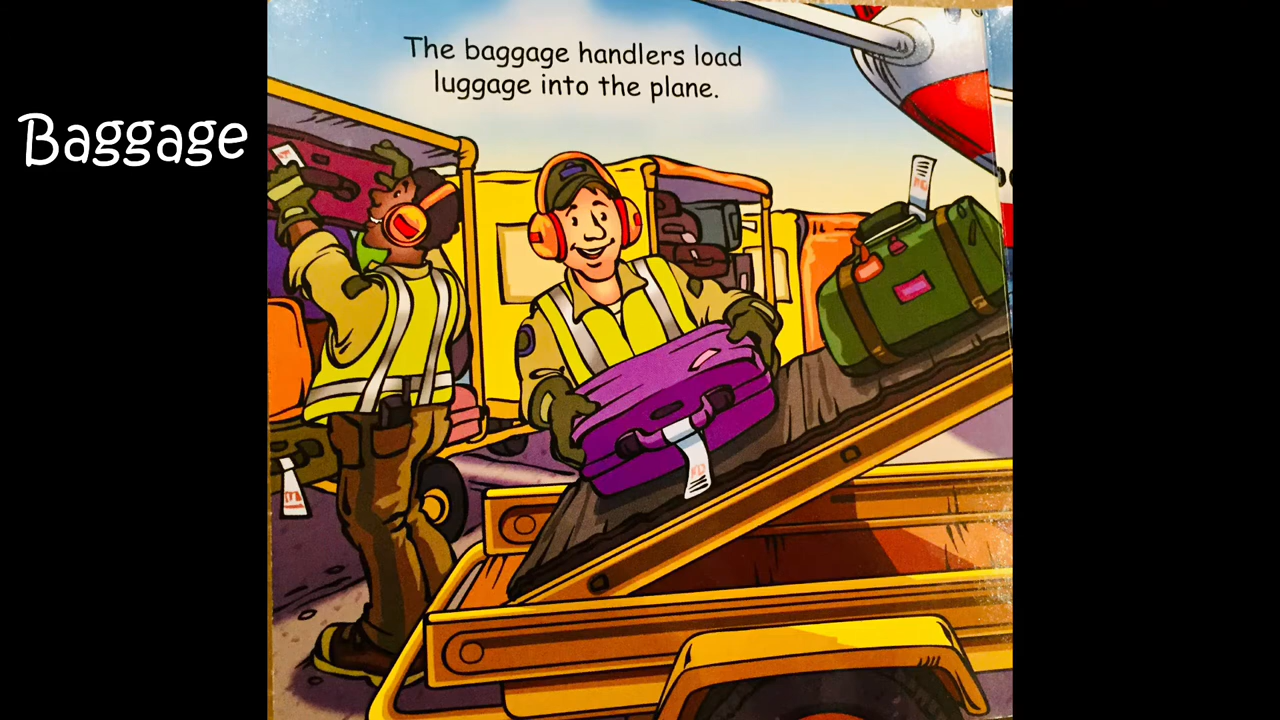 Baggage
The baggage handlers load
luggage into the plane.